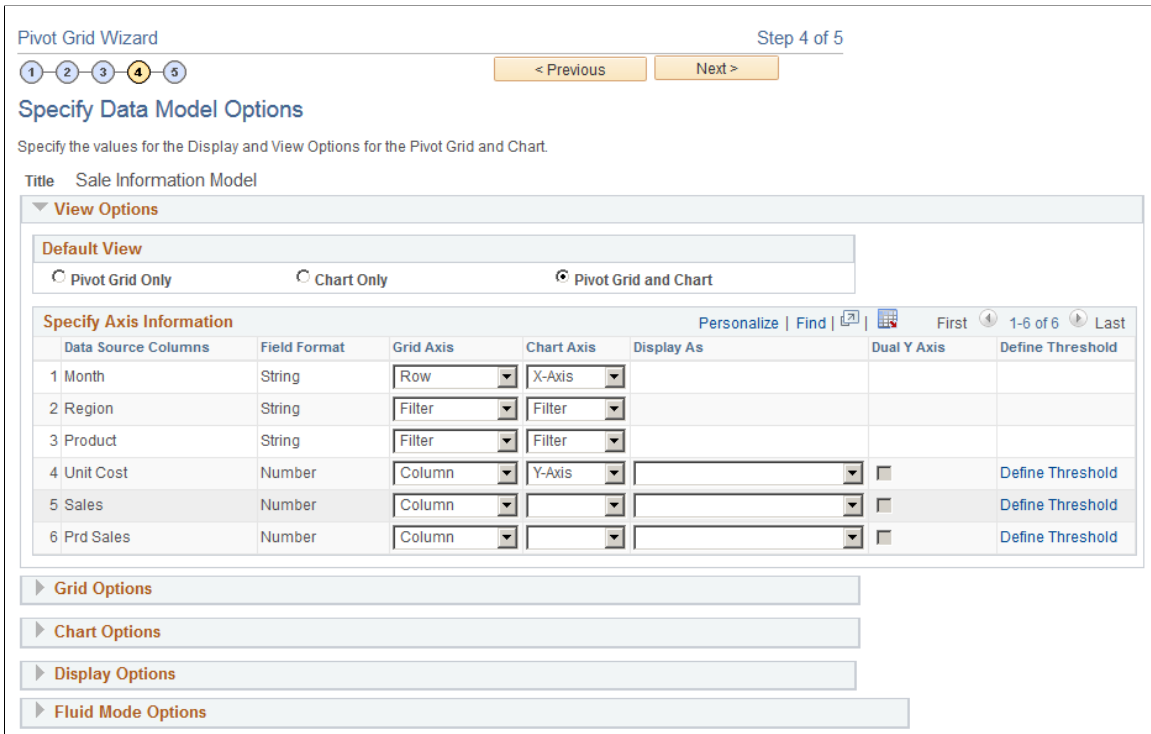 Pivot Grid Wizard Step 4 of 5
1 2 3 4 5 < Previous Next >
Specify Data Model Options
Specify the values for the Display and View Options for the Pivot Grid and Chart.
Title Sale Information Model
View Options
Default View
Pivot Grid Only Chart Only Pivot Grid and Chart
Specify Axis Information Personalize | Find | | First 1-6 of 6 Last
Data Source Columns Field Format Grid Axis Chart Axis Display As Dual Y Axis Define Threshold
1 Month String Row X-Axis
2 Region String Filter Filter
3 Product String Filter Filter
4 Unit Cost Number Column Y-Axis Define Threshold
5 Sales Number Column Define Threshold
6 Prd Sales Number Column Define Threshold
Grid Options
Chart Options
Display Options
Fluid Mode Options